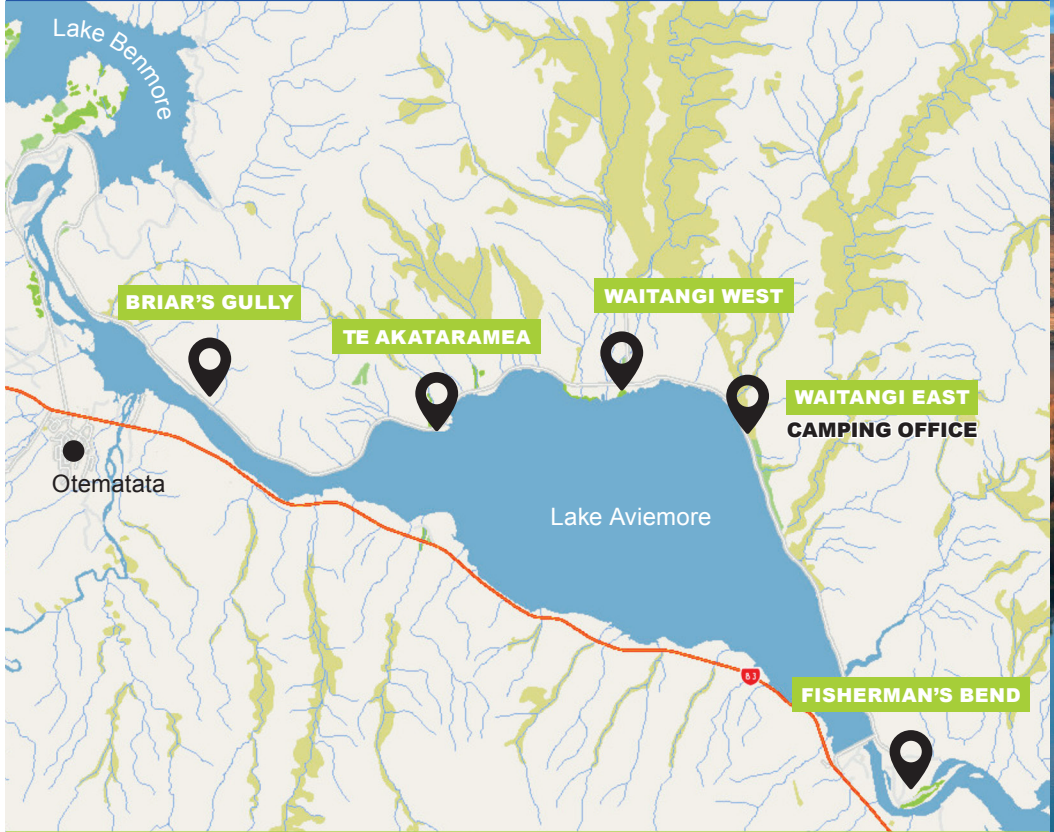 Lake Benmore
BRIAR'S GULLY
TE AKATARAMEA
WAITANGI WEST
WAITANGI EAST
CAMPING OFFICE
Otematata
Lake Aviemore
83
FISHERMAN'S BEND